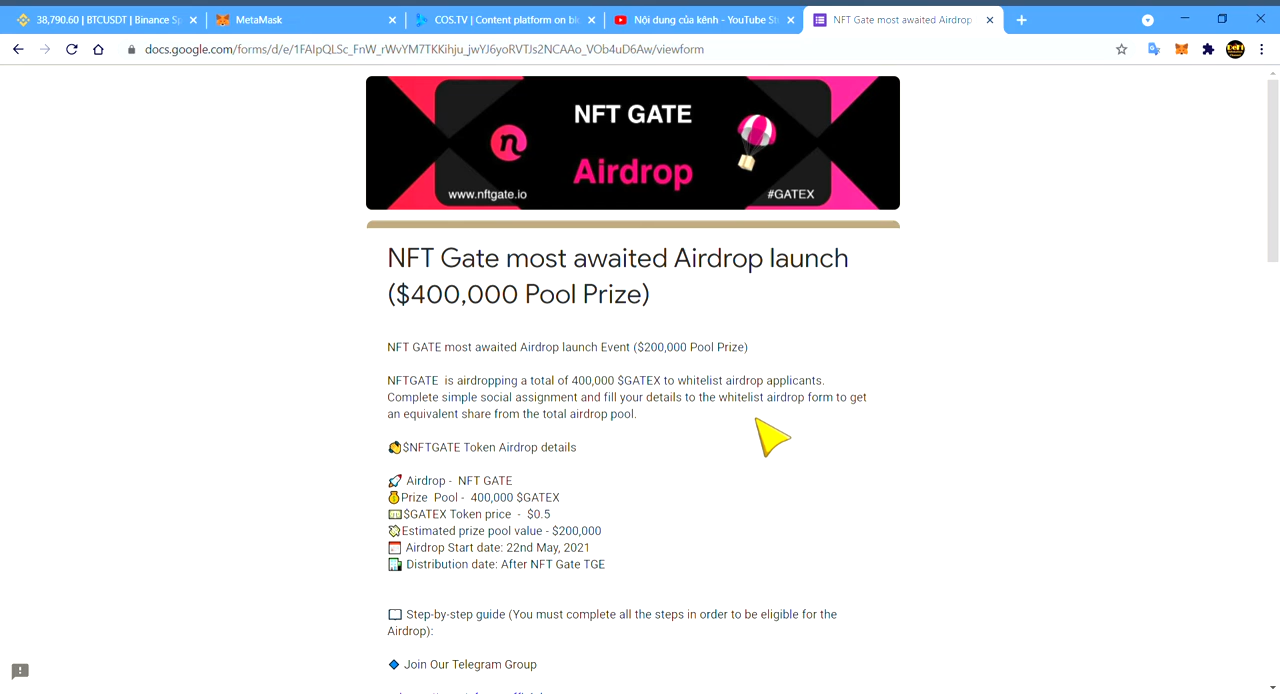 38,790.60 | BTCUSDT | Binance Sp
MetaMask
COS.TV | Content platform on blo
Nội dung của kênh - YouTube St
NFT Gate most awaited Airdrop
docs.google.com/forms/d/e/1FAIpQLSc_FnW_rWvYM7TKKihju_jwYJ6yoRVTJs2NCAAo_VOb4uD6Aw/viewform
NFT GATE
Airdrop
www.nftgate.io
#GATEX
NFT Gate most awaited Airdrop launch
($400,000 Pool Prize)
NFT GATE most awaited Airdrop launch Event ($200,000 Pool Prize)
NFTGATE is airdropping a total of 400,000 $GATEX to whitelist airdrop applicants.
Complete simple social assignment and fill your details to the whitelist airdrop form to get
an equivalent share from the total airdrop pool.
$NFTGATE Token Airdrop details
Airdrop - NFT GATE
Prize Pool - 400,000 $GATEX
$GATEX Token price - $0.5
Estimated prize pool value - $200,000
Airdrop Start date: 22nd May, 2021
Distribution date: After NFT Gate TGE
Step-by-step guide (You must complete all the steps in order to be eligible for the
Airdrop):
Join Our Telegram Group